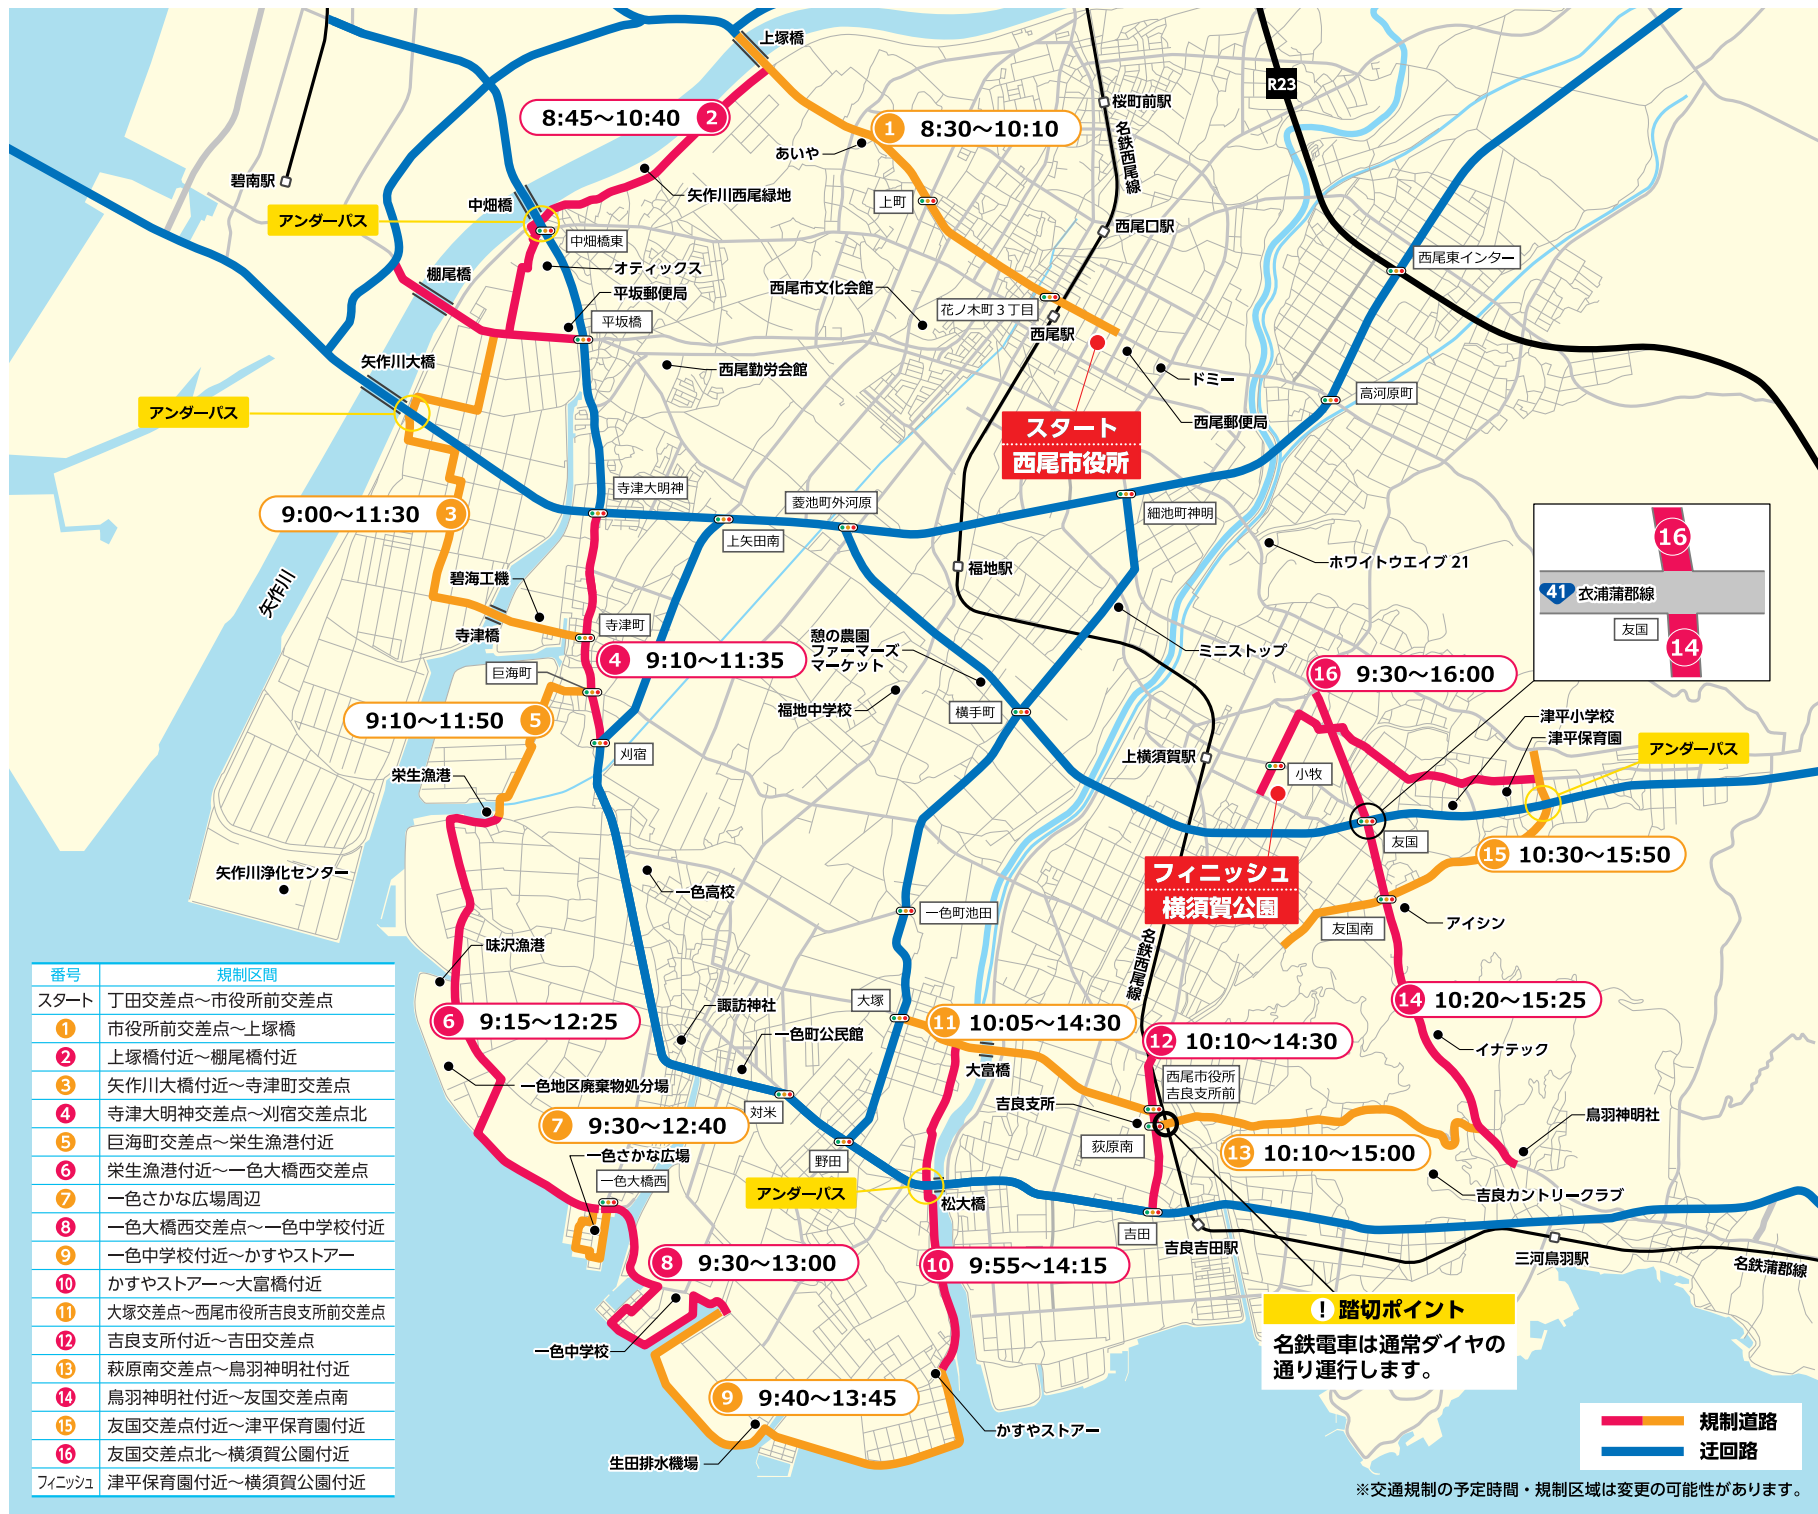 上塚橋
R23
桜町前駅
名鉄西尾線
8:45〜10:40 2
1 8:30〜10:10
あいや
碧南駅
矢作川西尾緑地
上町
中畑橋
アンダーパス
西尾口駅
中畑橋東
西尾東インター
オティックス
棚尾橋
平坂郵便局
西尾市文化会館
花ノ木町3丁目
平坂橋
西尾駅
矢作川大橋
西尾勤労会館
ドミー
高河原町
アンダーパス
西尾郵便局
スタート
西尾市役所
寺津大明神
菱池町外河原
9:00〜11:30 3
細池町神明
上矢田南
16
ホワイトウエイブ21
福地駅
碧海工機
41 衣浦蒲郡線
矢作川
友国
14
寺津町
寺津橋
憩の農園
ファーマーズ
マーケット
ミニストップ
4 9:10〜11:35
巨海町
16 9:30〜16:00
福地中学校
横手町
9:10〜11:50 5
津平小学校
津平保育園
アンダーパス
刈宿
上横須賀駅
小牧
栄生漁港
友国
15 10:30〜15:50
矢作川浄化センター
フィニッシュ
横須賀公園
一色高校
一色町池田
アイシン
友国南
味沢漁港
名鉄西尾線
大塚
諏訪神社
14 10:20〜15:25
6 9:15〜12:25
11 10:05〜14:30
一色町公民館
12 10:10〜14:30
イナテック
大富橋
西尾市役所
吉良支所前
一色地区廃棄物処分場
吉良支所
対米
鳥羽神明社
7 9:30〜12:40
荻原南
13 10:10〜15:00
一色さかな広場
野田
一色大橋西
アンダーパス
吉良カントリークラブ
松大橋
吉田
吉良吉田駅
三河鳥羽駅
名鉄蒲郡線
8 9:30〜13:00
10 9:55〜14:15
! 踏切ポイント
名鉄電車は通常ダイヤの
通り運行します。
一色中学校
9 9:40〜13:45
かすやストアー
生田排水機場
番号 規制区間
スタート 丁田交差点〜市役所前交差点
1 市役所前交差点〜上塚橋
2 上塚橋付近〜棚尾橋付近
3 矢作川大橋付近〜寺津町交差点
4 寺津大明神交差点〜刈宿交差点北
5 巨海町交差点〜栄生漁港付近
6 栄生漁港付近〜一色大橋西交差点
7 一色さかな広場周辺
8 一色大橋西交差点〜一色中学校付近
9 一色中学校付近〜かすやストアー
10 かすやストアー〜大富橋付近
11 大塚交差点〜西尾市役所吉良支所前交差点
12 吉良支所付近〜吉田交差点
13 萩原南交差点〜鳥羽神明社付近
14 鳥羽神明社付近〜友国交差点南
15 友国交差点付近〜津平保育園付近
16 友国交差点北〜横須賀公園付近
フィニッシュ 津平保育園付近〜横須賀公園付近
規制道路
迂回路
※交通規制の予定時間・規制区域は変更の可能性があります。